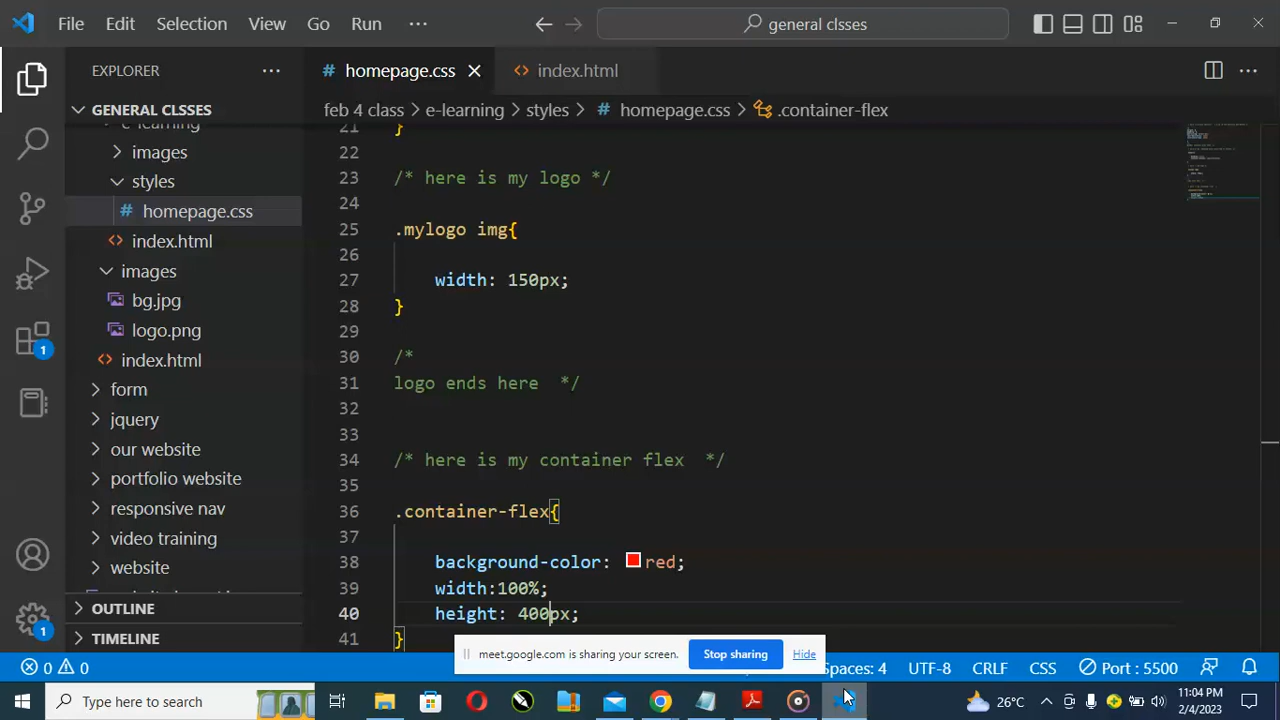 File Edit Selection View Go Run ··· general clsses
EXPLORER ··· # homepage.css index.html ···
GENERAL CLSSES
feb 4 class > e-learning > styles > # homepage.css > .container-flex
e-learning
images
styles
# homepage.css
index.html
images
bg.jpg
logo.png
index.html
form
jquery
our website
portfolio website
responsive nav
video training
website
OUTLINE
TIMELINE
1
1
21 }
22
23 /* here is my logo */
24
25 .mylogo img{
26
27 width: 150px;
28 }
29
30 /*
31 logo ends here */
32
33
34 /* here is my container flex */
35
36 .container-flex{
37
38 background-color: red;
39 width:100%;
40 height: 400px;
41 }
meet.google.com is sharing your screen. Stop sharing Hide
0 0 Spaces: 4 UTF-8 CRLF CSS Port : 5500
Type here to search 26°C 11:04 PM
2/4/2023